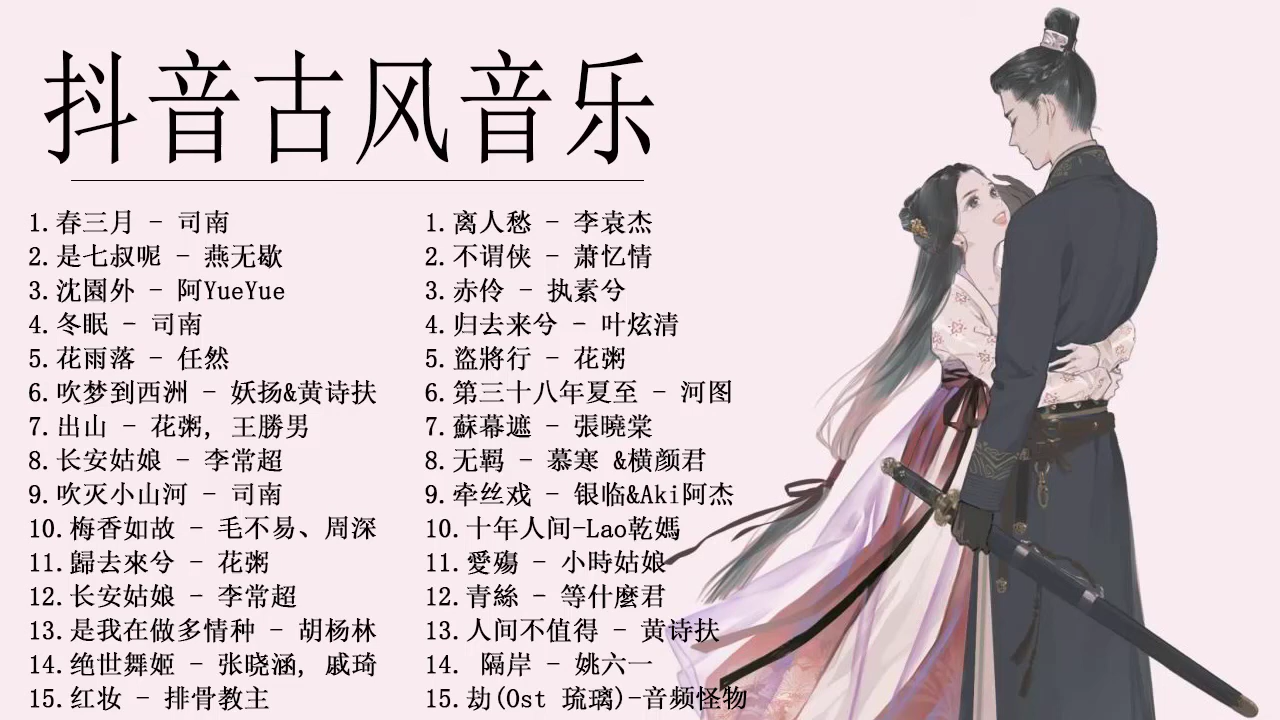 抖音古风音乐
1.春三月 - 司南
2.是七叔呢 - 燕无歇
3.沈園外 - 阿YueYue
4.冬眠 - 司南
5.花雨落 - 任然
6.吹梦到西洲 - 妖扬&黄诗扶
7.出山 - 花粥, 王勝男
8.长安姑娘 - 李常超
9.吹灭小山河 - 司南
10.梅香如故 - 毛不易、周深
11.歸去來兮 - 花粥
12.长安姑娘 - 李常超
13.是我在做多情种 - 胡杨林
14.绝世舞姬 - 张晓涵, 戚琦
15.红妆 - 排骨教主
1.离人愁 - 李袁杰
2.不谓侠 - 萧忆情
3.赤伶 - 执素兮
4.归去来兮 - 叶炫清
5.盜將行 - 花粥
6.第三十八年夏至 - 河图
7.蘇幕遮 - 張曉棠
8.无羁 - 慕寒 &横颜君
9.牵丝戏 - 银临&Aki阿杰
10.十年人间-Lao乾媽
11.愛殤 - 小時姑娘
12.青絲 - 等什麼君
13.人间不值得 - 黄诗扶
14. 隔岸 - 姚六一
15.劫(Ost 琉璃)-音频怪物